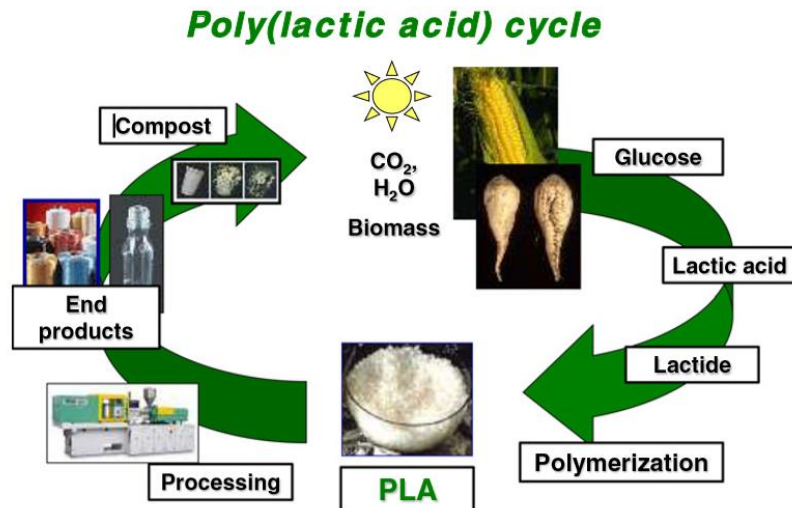 Poly(lactic acid) cycle
Compost
CO₂,
H₂O
Biomass
Glucose
Lactic acid
Lactide
Polymerization
PLA
Processing
End
products